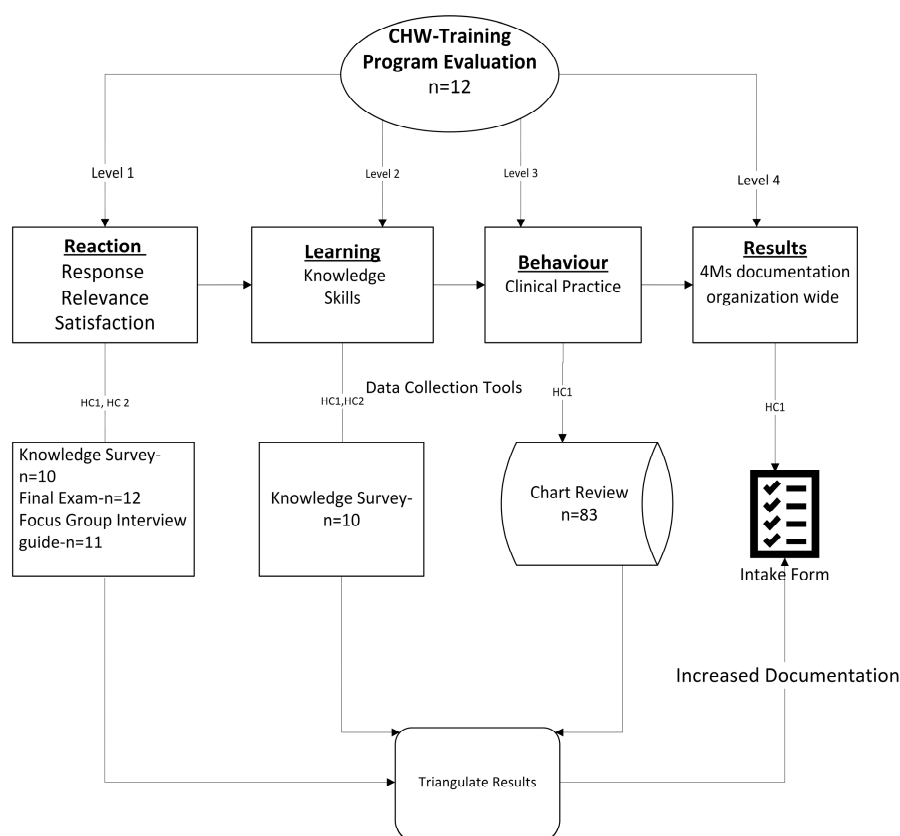 CHW-Training
Program Evaluation
n=12
Level 1
Level 2
Level 3
Level 4
Reaction
Response
Relevance
Satisfaction
Learning
Knowledge
Skills
Behaviour
Clinical Practice
Results
4Ms documentation
organization wide
Data Collection Tools
HC1, HC 2
HC1,HC2
HC1
HC1
Knowledge Survey-
n=10
Final Exam-n=12
Focus Group Interview
guide-n=11
Knowledge Survey-
n=10
Chart Review
n=83
Intake Form
Increased Documentation
Triangulate Results